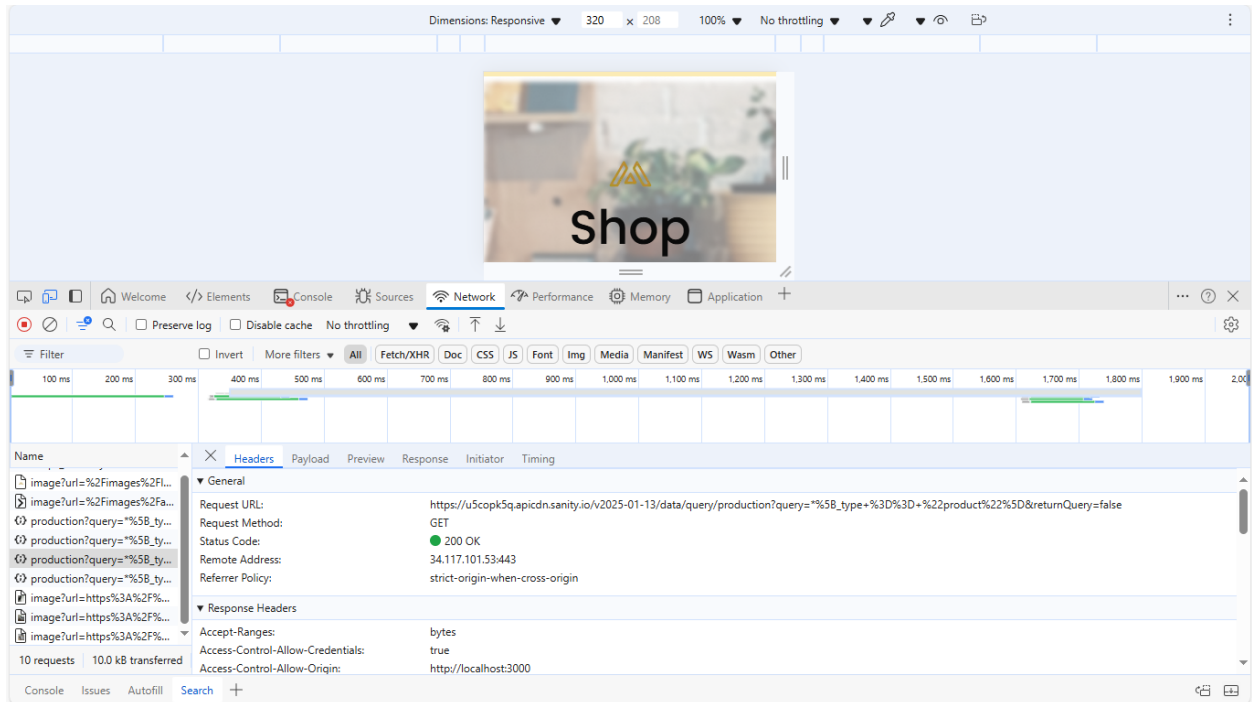 Dimensions: Responsive ▼ 320 x 208 100% ▼ No throttling ▼
Shop
Welcome </> Elements Console Sources Network Performance Memory Application +
Preserve log Disable cache No throttling ▼
Filter Invert More filters ▼ All Fetch/XHR Doc CSS JS Font Img Media Manifest WS Wasm Other
100 ms 200 ms 300 ms 400 ms 500 ms 600 ms 700 ms 800 ms 900 ms 1,000 ms 1,100 ms 1,200 ms 1,300 ms 1,400 ms 1,500 ms 1,600 ms 1,700 ms 1,800 ms 1,900 ms 2,00
Name
image?url=%2Fimages%2Fl...
image?url=%2Fimages%2Fa...
production?query=*%5B_ty...
production?query=*%5B_ty...
production?query=*%5B_ty...
production?query=*%5B_ty...
image?url=https%3A%2F%...
image?url=https%3A%2F%...
image?url=https%3A%2F%...
10 requests 10.0 kB transferred
Headers Payload Preview Response Initiator Timing
▼ General
Request URL: https://u5copk5q.apicdn.sanity.io/v2025-01-13/data/query/production?query=*%5B_type+%3D%3D+%22product%22%5D&returnQuery=false
Request Method: GET
Status Code: 200 OK
Remote Address: 34.117.101.53:443
Referrer Policy: strict-origin-when-cross-origin
▼ Response Headers
Accept-Ranges: bytes
Access-Control-Allow-Credentials: true
Access-Control-Allow-Origin: http://localhost:3000
Console Issues Autofill Search +